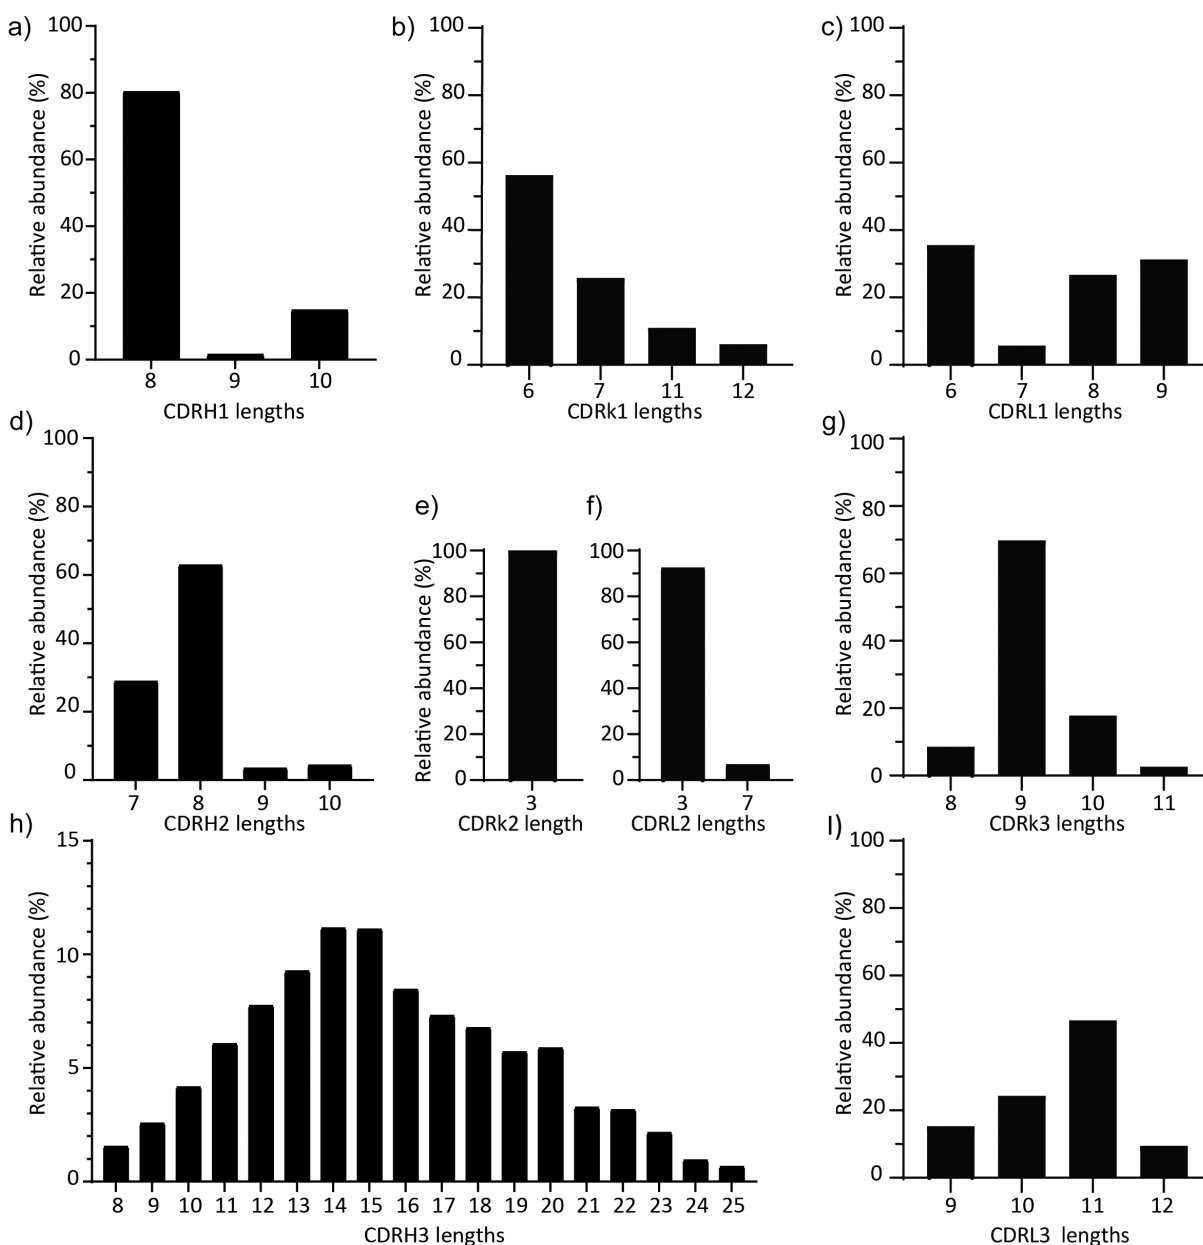 a)
100
80
60
40
20
0
Relative abundance (%)
8 9 10
CDRH1 lengths
b)
100
80
60
40
20
0
Relative abundance (%)
6 7 11 12
CDRk1 lengths
c)
100
80
60
40
20
0
Relative abundance (%)
6 7 8 9
CDRL1 lengths
d)
100
80
60
40
20
0
Relative abundance (%)
7 8 9 10
CDRH2 lengths
e)
100
80
60
40
20
0
Relative abundance (%)
3
CDRk2 length
f)
100
80
60
40
20
0
3 7
CDRL2 lengths
g)
100
80
60
40
20
0
Relative abundance (%)
8 9 10 11
CDRk3 lengths
h)
15
10
5
0
Relative abundance (%)
8 9 10 11 12 13 14 15 16 17 18 19 20 21 22 23 24 25
CDRH3 lengths
I)
100
80
60
40
20
0
Relative abundance (%)
9 10 11 12
CDRL3 lengths